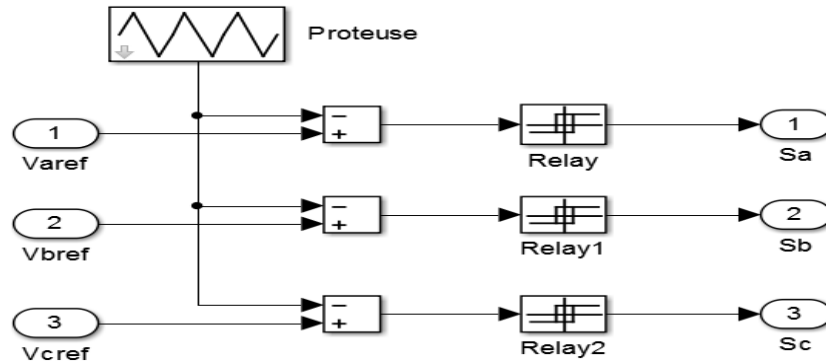 Proteuse
1
Varef
−
+
Relay
1
Sa
2
Vbref
−
+
Relay1
2
Sb
3
Vcref
−
+
Relay2
3
Sc